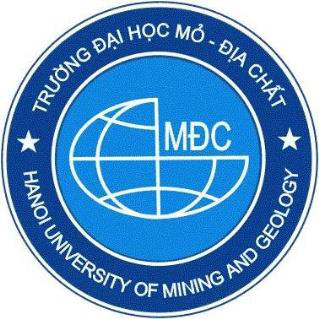 TRƯỜNG ĐẠI HỌC MỎ - ĐỊA CHẤT
MĐC
HANOI UNIVERSITY OF MINING AND GEOLOGY